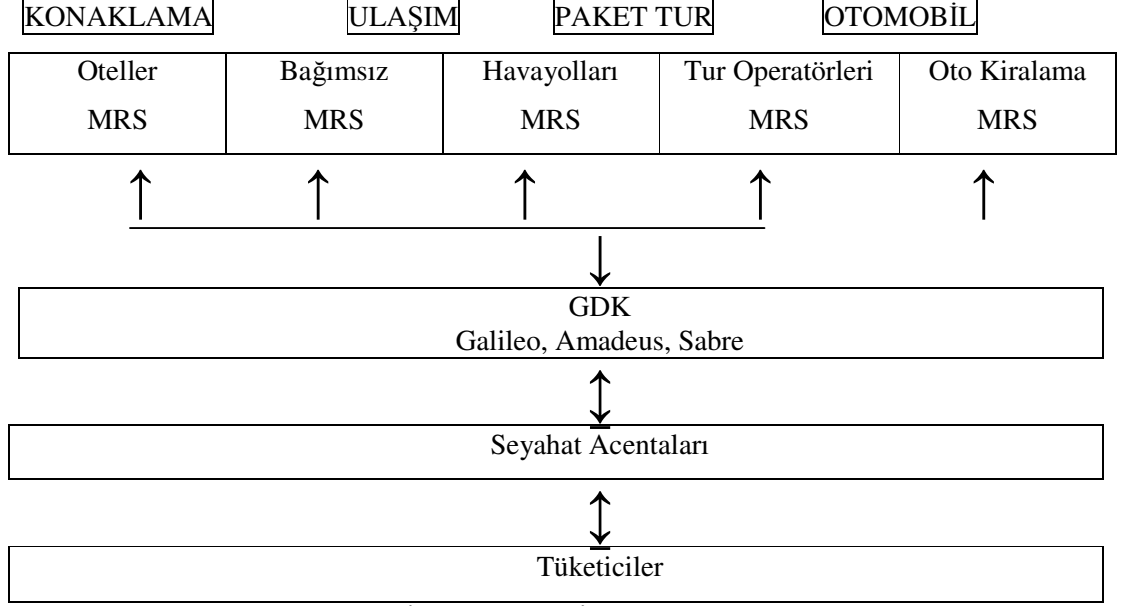 KONAKLAMA ULAŞIM PAKET TUR OTOMOBİL
Oteller Bağımsız Havayolları Tur Operatörleri Oto Kiralama
MRS MRS MRS MRS MRS
GDK
Galileo, Amadeus, Sabre
Seyahat Acentaları
Tüketiciler